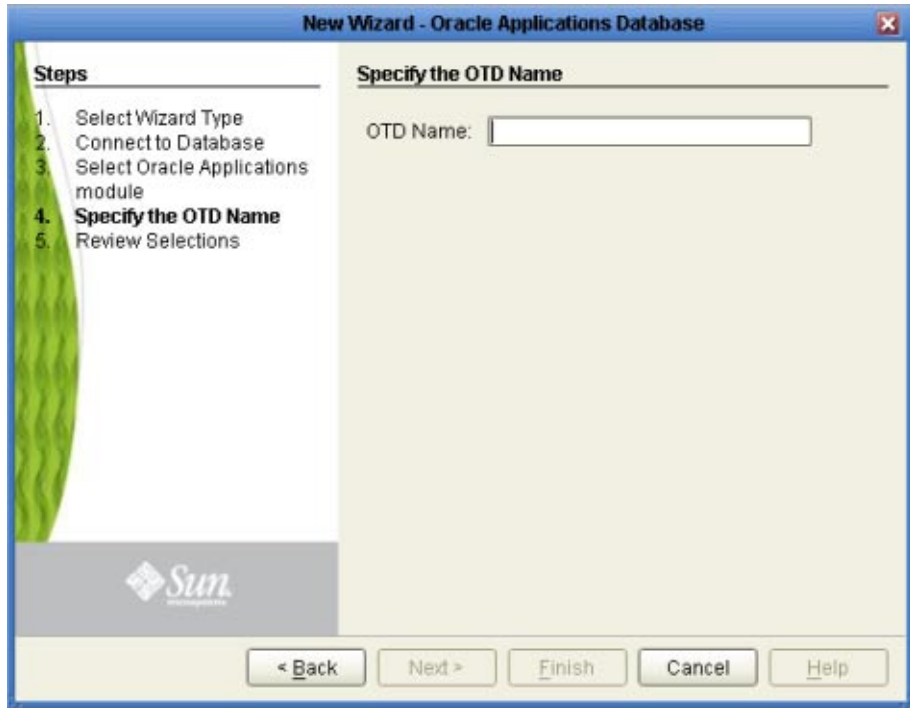 New Wizard - Oracle Applications Database
Steps
1. Select Wizard Type
2. Connect to Database
3. Select Oracle Applications
module
4. Specify the OTD Name
5. Review Selections
Specify the OTD Name
OTD Name:
Sun
microsystems
< Back
Next >
Finish
Cancel
Help